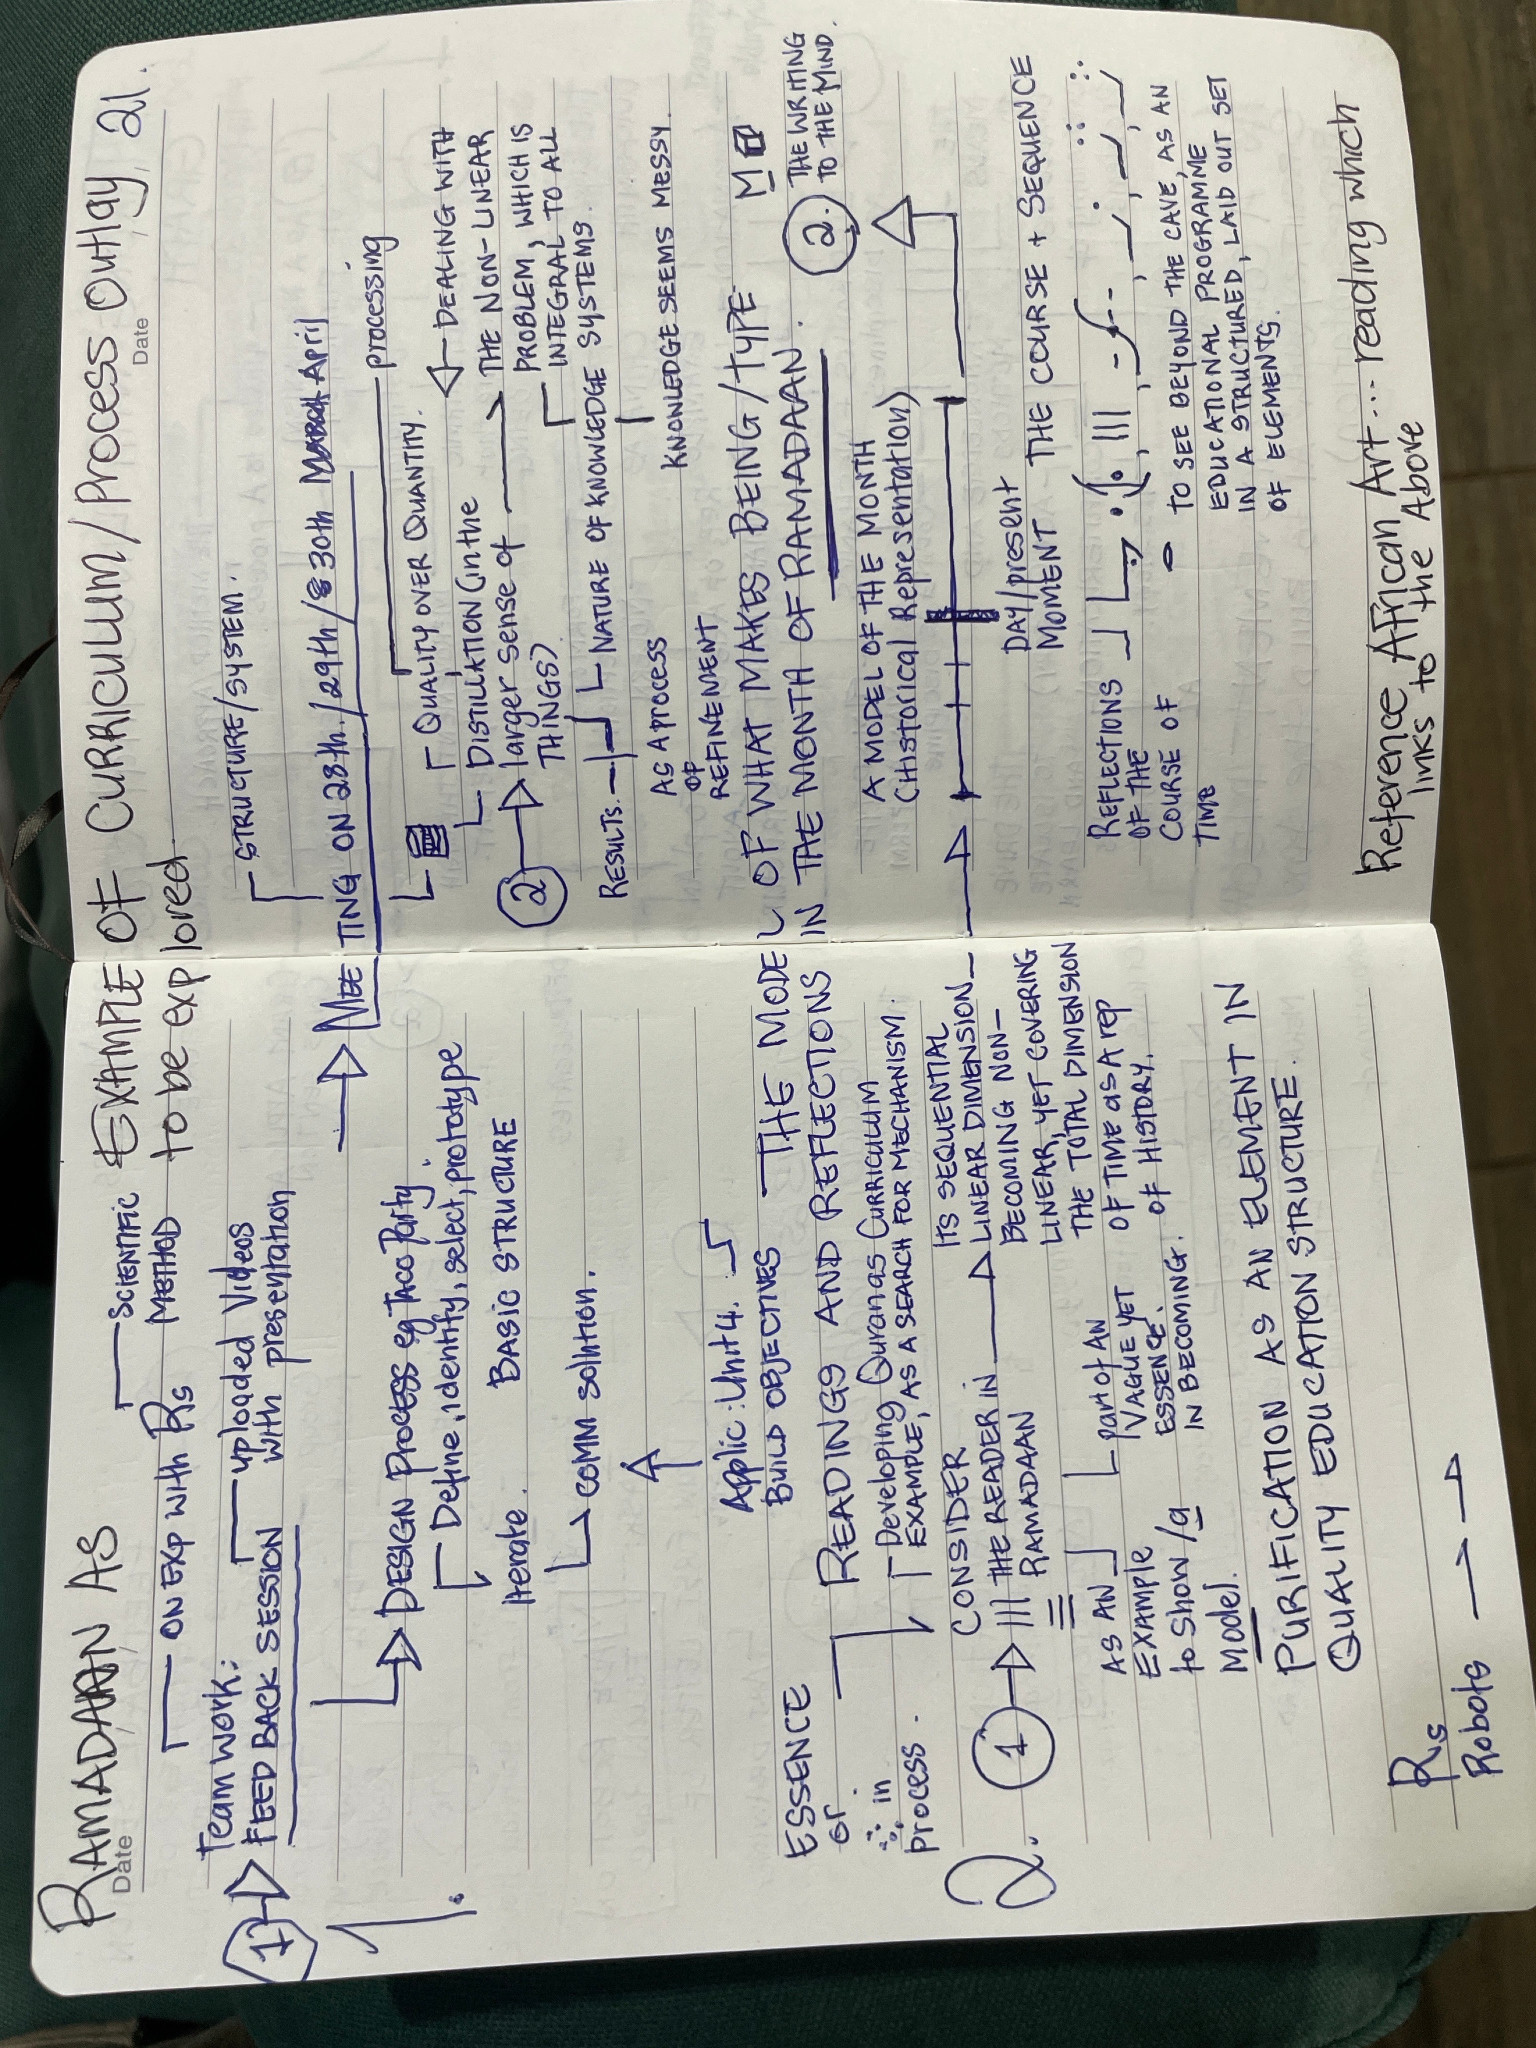 RAMADAAN AS EXAMPLE OF CURRICULUM/Process Outlay, 21.
Date
Date
ON EXP WITH Rs
SCIENTIFIC
METHOD
to be explored.
Teamwork:
1 FEED BACK SESSION
uploaded Videos
with presentation
STRUCTURE/SYSTEM.
MEETING ON 28th./29th/30th April
1.
DESIGN Process eg Taco Party
Define, identify, select, prototype
Iterate.
BASIC STRUCTURE
COMM Solution.
Applic: Unit 4.
BUILD OBJECTIVES
processing
QUALITY OVER QUANTITY.
DISTILLATION (in the
2 larger sense of
THINGS)
DEALING WITH
THE NON-LINEAR
PROBLEM, WHICH IS
INTEGRAL TO ALL
SYSTEMS.
RESULTS.
NATURE OF KNOWLEDGE
AS A PROCESS
OF
REFINEMENT
KNOWLEDGE SEEMS MESSY.
ESSENCE
or.
in
process.
READINGS AND REFLECTIONS
THE MODEL OF WHAT MAKES BEING/TYPE
IN THE MONTH OF RAMADAAN.
M
2. THE WRITING
TO THE MIND.
Developing Quran as Curriculum
EXAMPLE, AS A SEARCH FOR MECHANISM.
2.
CONSIDER
1 THE READER IN
RAMADAAN
ITS SEQUENTIAL
LINEAR DIMENSION
BECOMING NON-
LINEAR, YET COVERING
THE TOTAL DIMENSION
OF TIME as A rep
OF HISTORY.
AS AN
EXAMPLE
to show/a
Model.
part of AN
VAGUE YET
ESSENCE.
IN BECOMING.
PURIFICATION AS AN ELEMENT IN
QUALITY EDUCATION STRUCTURE.
Rs
Robots
A MODEL OF THE MONTH
(Historical Representation)
DAY/present
MOMENT - THE COURSE + SEQUENCE
REFLECTIONS
OF THE
COURSE OF
TIME
TO SEE BEYOND THE CAVE, AS AN
EDUCATIONAL PROGRAMME
IN A STRUCTURED, LAID OUT SET
OF ELEMENTS.
Reference African Art... reading which
links to the Above